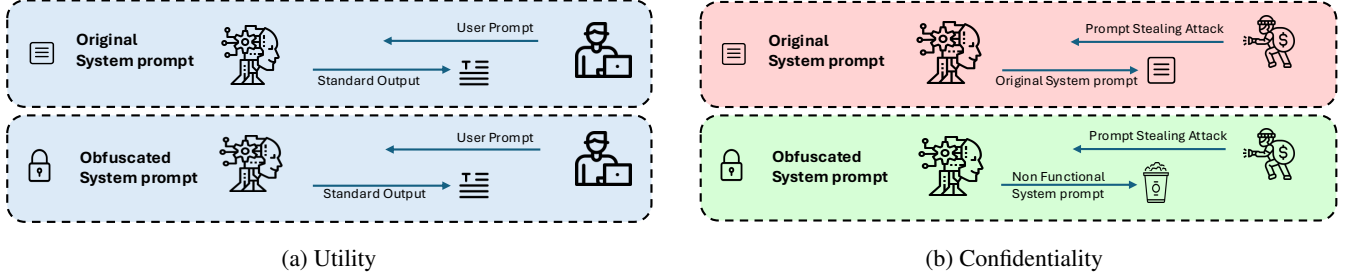 Original
System prompt
User Prompt
Standard Output
Obfuscated
System prompt
User Prompt
Standard Output
(a) Utility
Original
System prompt
Prompt Stealing Attack
Original System prompt
$
Obfuscated
System prompt
Prompt Stealing Attack
Non Functional
System prompt
$
(b) Confidentiality